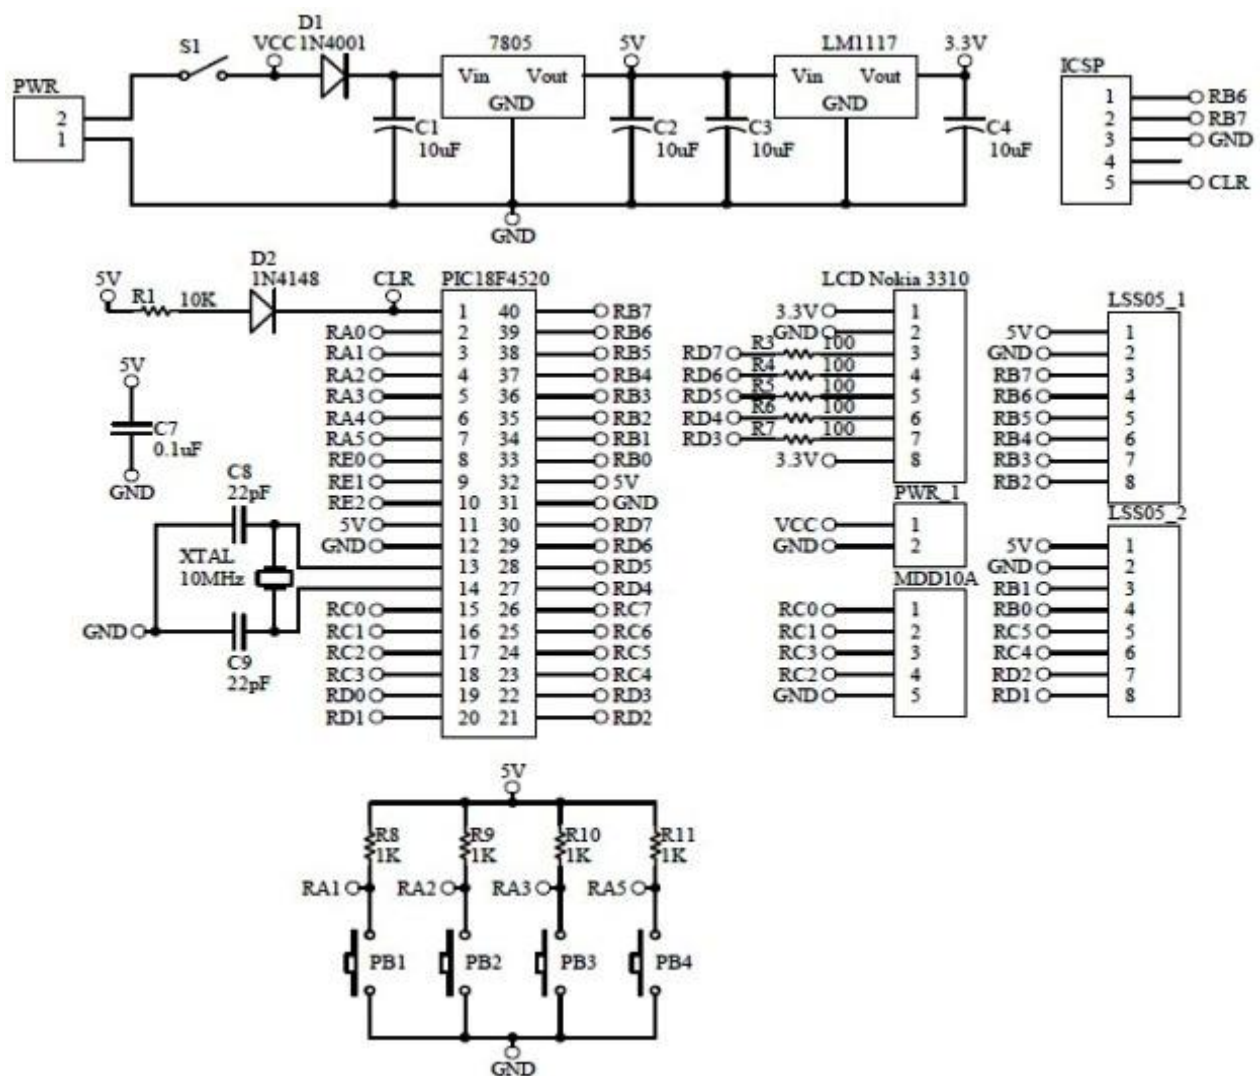 PWR
2
1
S1
VCC
D1
1N4001
C1
10uF
7805
Vin Vout
GND
5V
C2
10uF
C3
10uF
LM1117
Vin Vout
GND
3.3V
C4
10uF
GND
ICSP
1 RB6
2 RB7
3 GND
4
5 CLR
5V
R1 10K
D2
1N4148
CLR
5V
C7
0.1uF
GND
C8
22pF
XTAL
10MHz
GND
C9
22pF
PIC18F4520
1 40 RB7
RA0 2 39 RB6
RA1 3 38 RB5
RA2 4 37 RB4
RA3 5 36 RB3
RA4 6 35 RB2
RA5 7 34 RB1
RE0 8 33 RB0
RE1 9 32 5V
RE2 10 31 GND
5V 11 30 RD7
GND 12 29 RD6
13 28 RD5
14 27 RD4
RC0 15 26 RC7
RC1 16 25 RC6
RC2 17 24 RC5
RC3 18 23 RC4
RD0 19 22 RD3
RD1 20 21 RD2
LCD Nokia 3310
3.3V 1
GND 2
RD7 R3 100 3
RD6 R4 100 4
RD5 R5 100 5
RD4 R6 100 6
RD3 R7 100 7
3.3V 8
PWR_1
VCC 1
GND 2
MDD10A
RC0 1
RC1 2
RC3 3
RC2 4
GND 5
LSS05_1
5V 1
GND 2
RB7 3
RB6 4
RB5 5
RB4 6
RB3 7
RB2 8
LSS05_2
5V 1
GND 2
RB1 3
RB0 4
RC5 5
RC4 6
RD2 7
RD1 8
5V
R8
1K
R9
1K
R10
1K
R11
1K
RA1 RA2 RA3 RA5
PB1 PB2 PB3 PB4
GND